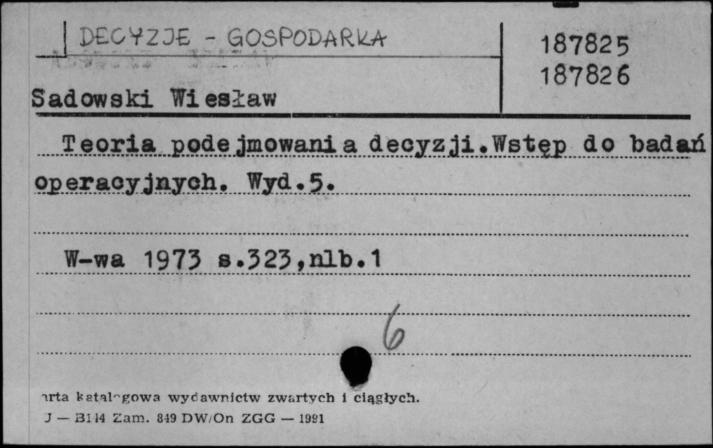 DECYZJE - GOSPODARKA
187825
187826
Sadowski Wiesław
Teoria podejmowania decyzji.Wstęp do badań
operacyjnych. Wyd.5.
W-wa 1973 s.323,nlb.1
6
arta katalogowa wydawnictw zwartych i ciągłych.
J — B144 Zam. 849 DW/On ZGG — 1991